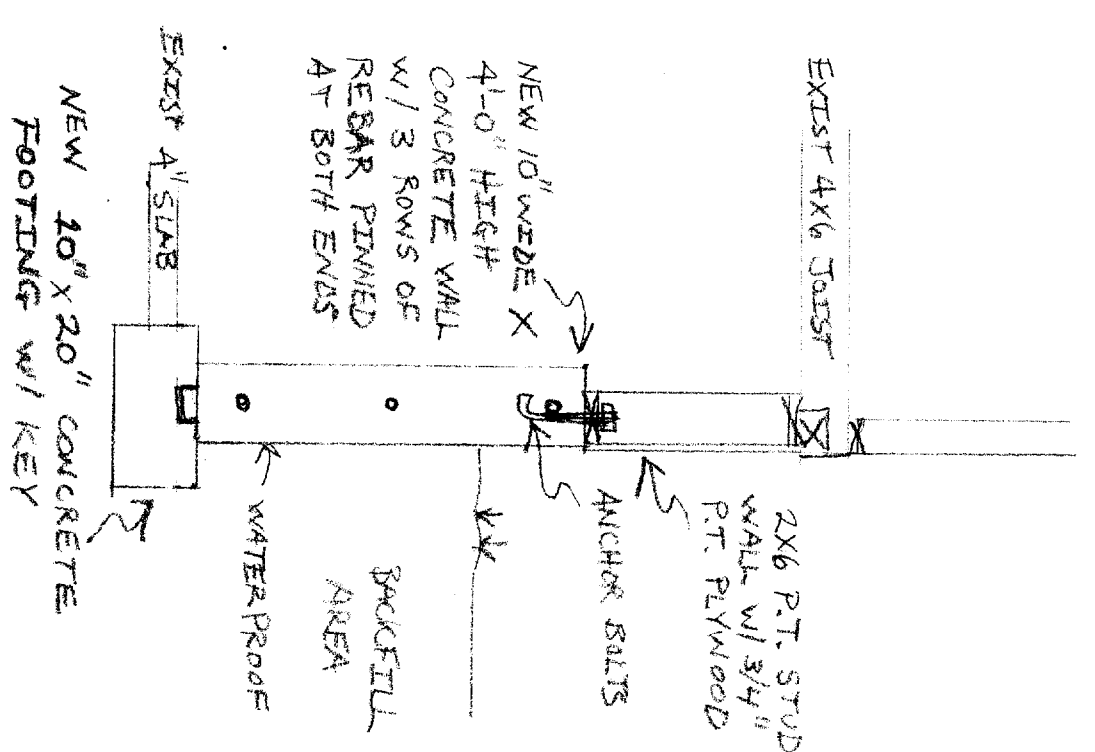 EXIST 4X6 JOIST
NEW 10" WIDE X
4'-0" HIGH
CONCRETE WALL
W/ 3 ROWS OF
REBAR PINNED
AT BOTH ENDS
2X6 P.T. STUD
WALL W/ 3/4"
P.T. PLYWOOD
ANCHOR BOLTS
BACKFILL
AREA
WATERPROOF
EXIST 4" SLAB
NEW 10" X 20" CONCRETE
FOOTING W/ KEY